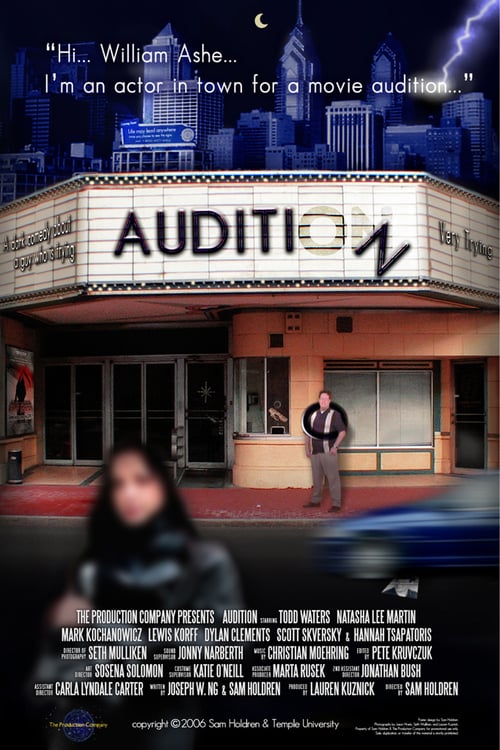 “Hi... William Ashe...
I’m an actor in town for a movie audition...”
Life may lead anywhere
A dark comedy about
a guy who is trying
AUDITION
Very Trying
THE PRODUCTION COMPANY PRESENTS AUDITION STARRING TODD WATERS NATASHA LEE MARTIN
MARK KOCHANOWICZ LEWIS KORFF DYLAN CLEMENTS SCOTT SKVERSKY & HANNAH TSAPATORIS
DIRECTOR OF PHOTOGRAPHY SETH MULLIKEN SOUND SUPERVISOR JONNY NARBERTH MUSIC BY CHRISTIAN MOEHRING EDITED BY PETE KRUVCZUK
ART DIRECTOR SOSENA SOLOMON COSTUME SUPERVISOR KATIE O'NEILL ASSOCIATE PRODUCER MARTA RUSEK 2ND ASSISTANT DIRECTOR JONATHAN BUSH
ASSISTANT DIRECTOR CARLA LYNDALE CARTER WRITTEN BY JOSEPH W. NG & SAM HOLDREN PRODUCED BY LAUREN KUZNICK DIRECTED BY SAM HOLDREN
The Production Company
copyright ©2006 Sam Holdren & Temple University